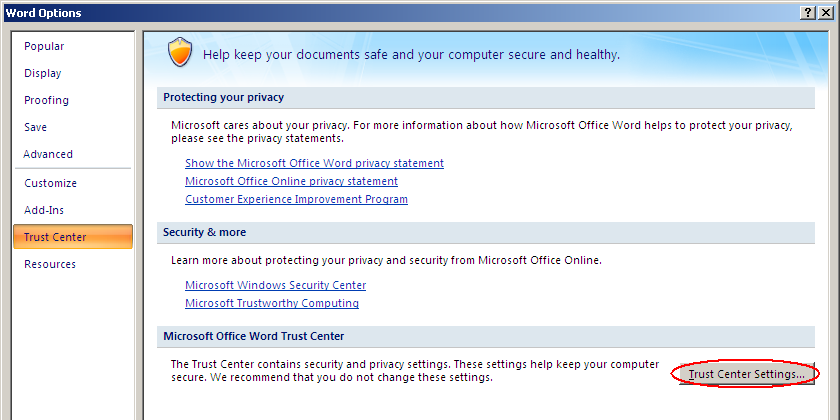 Word Options
Popular
Display
Proofing
Save
Advanced
Customize
Add-Ins
Trust Center
Resources
Help keep your documents safe and your computer secure and healthy.
Protecting your privacy
Microsoft cares about your privacy. For more information about how Microsoft Office Word helps to protect your privacy,
please see the privacy statements.
Show the Microsoft Office Word privacy statement
Microsoft Office Online privacy statement
Customer Experience Improvement Program
Security & more
Learn more about protecting your privacy and security from Microsoft Office Online.
Microsoft Windows Security Center
Microsoft Trustworthy Computing
Microsoft Office Word Trust Center
The Trust Center contains security and privacy settings. These settings help keep your computer
secure. We recommend that you do not change these settings.
Trust Center Settings...